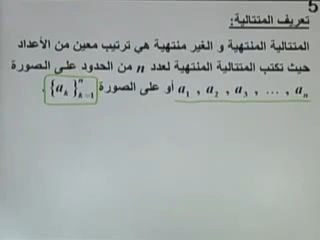 5
تعريف المتتالية:
المتتالية المنتهية و الغير منتهية هي ترتيب معين من الأعداد
حيث تكتب المتتالية المنتهية لعدد n من الحدود على الصورة
a₁ , a₂ , a₃ , … , aₙ أو على الصورة {aₖ}ⁿₖ₌₁ .